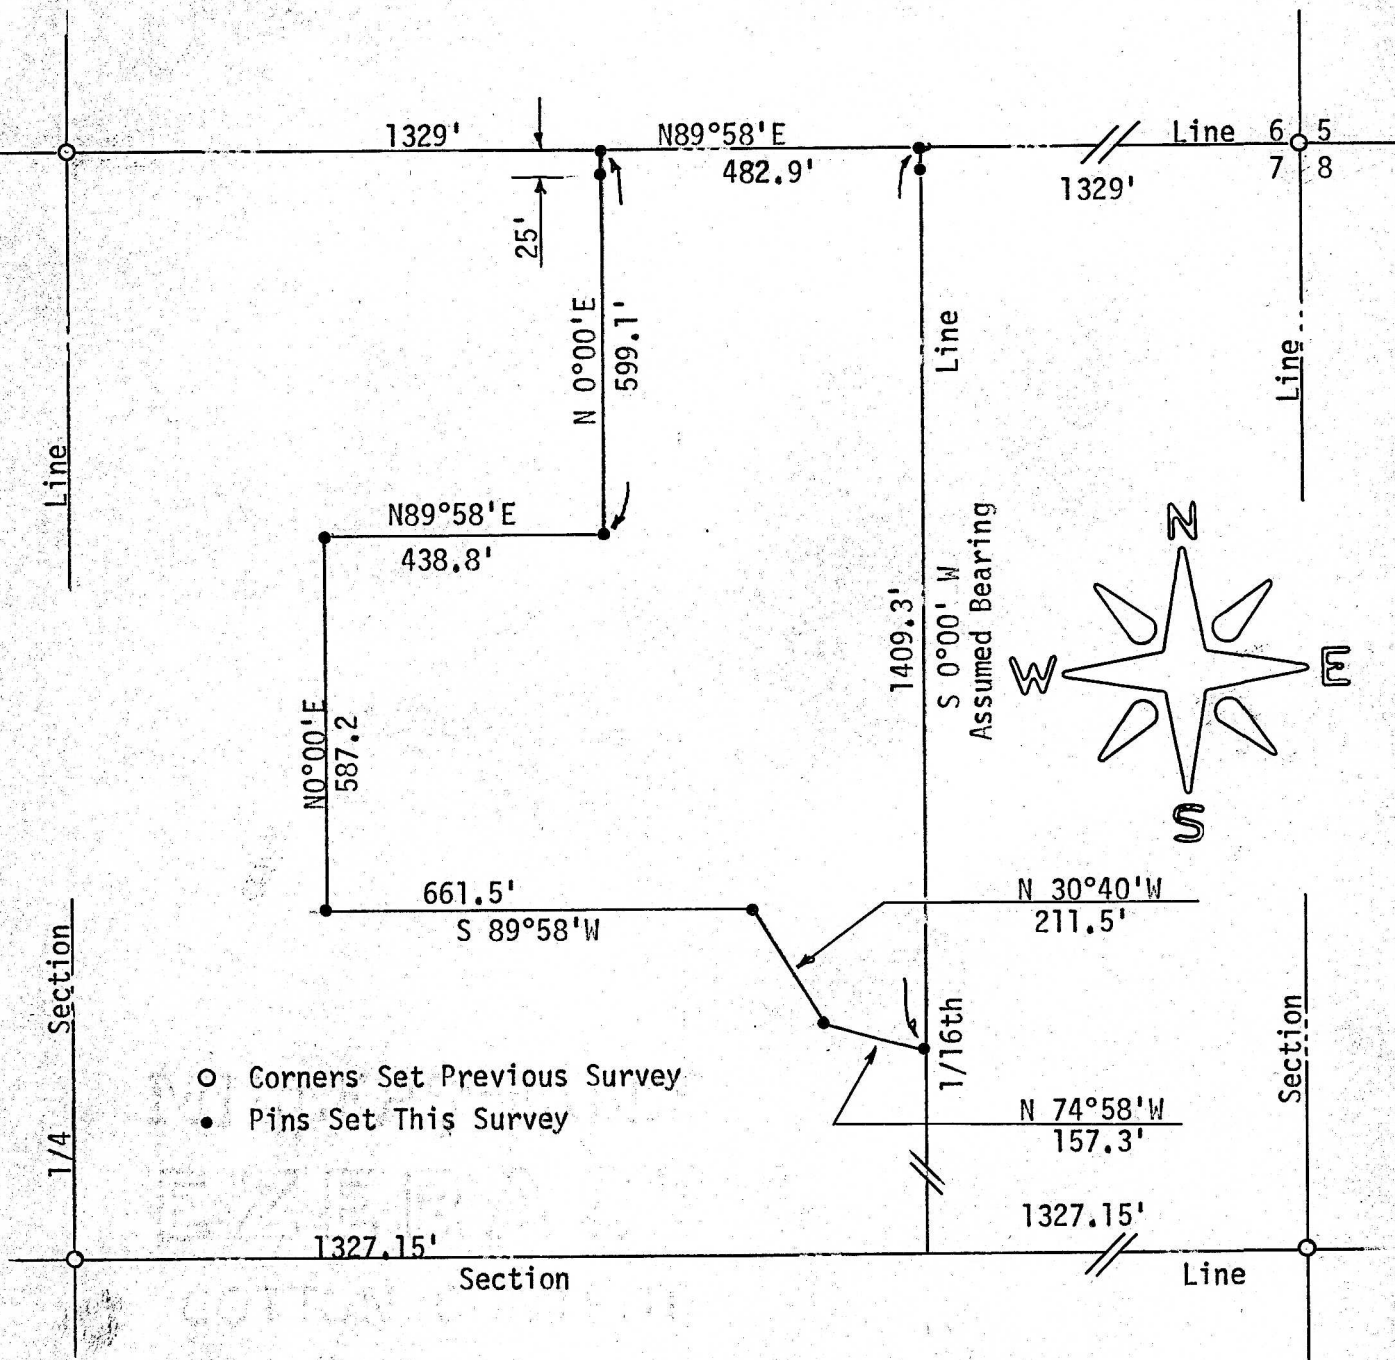 1329'
N89°58'E
482.9'
Line
6
5
7
8
1329'
25'
N 0°00'E
599.1'
Line
Line
Line
N89°58'E
438.8'
1409.3'
S 0°00' W
Assumed Bearing
N
W
E
S
N0°00'E
587.2
661.5'
S 89°58'W
N 30°40'W
211.5'
Section
1/4
1/16th
Section
○ Corners Set Previous Survey
● Pins Set This Survey
N 74°58'W
157.3'
1327.15'
1327.15'
Section
Line